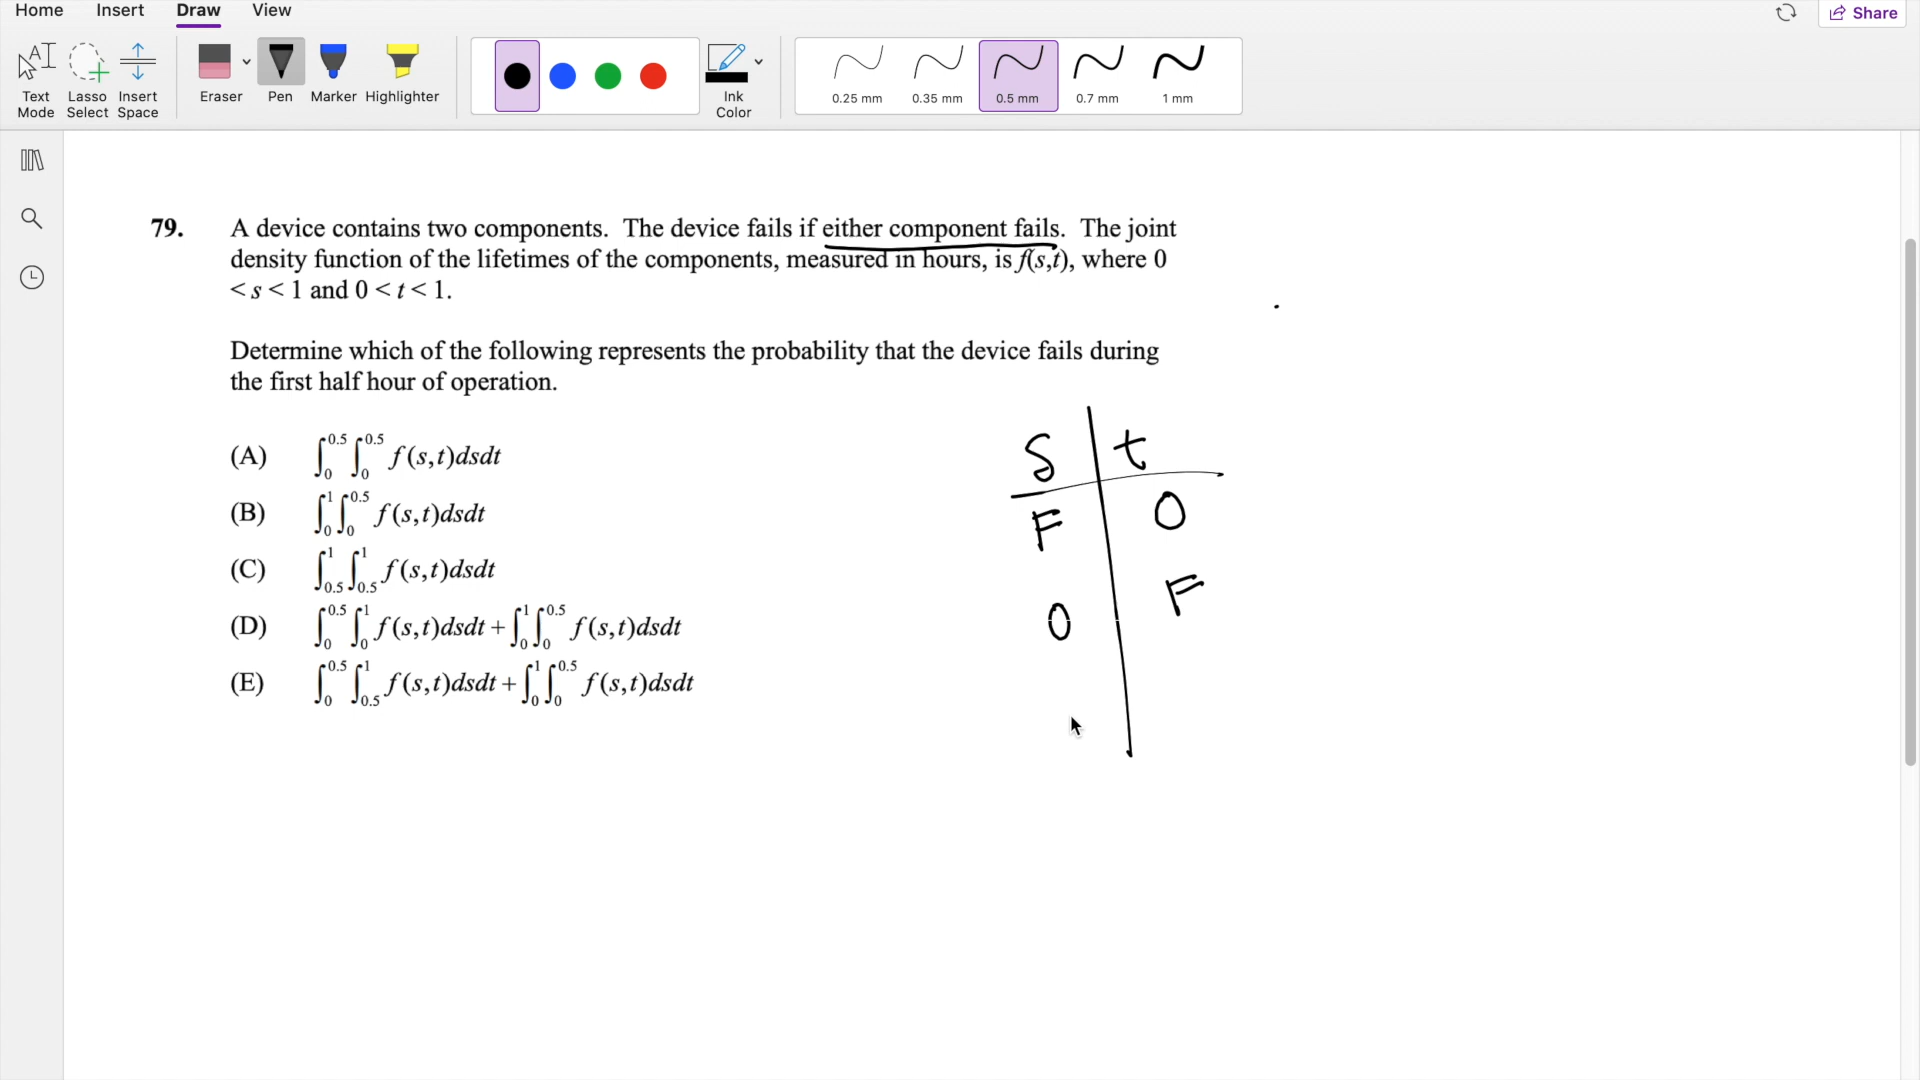 Home Insert Draw View Share
Text Mode Lasso Select Insert Space Eraser Pen Marker Highlighter Ink Color 0.25 mm 0.35 mm 0.5 mm 0.7 mm 1 mm
79. A device contains two components. The device fails if either component fails. The joint
density function of the lifetimes of the components, measured in hours, is f(s,t), where 0
< s < 1 and 0 < t < 1.
Determine which of the following represents the probability that the device fails during
the first half hour of operation.
(A) ∫₀^0.5 ∫₀^0.5 f(s,t)dsdt
(B) ∫₀^1 ∫₀^0.5 f(s,t)dsdt
(C) ∫_0.5^1 ∫_0.5^1 f(s,t)dsdt
(D) ∫₀^0.5 ∫₀^1 f(s,t)dsdt + ∫₀^1 ∫₀^0.5 f(s,t)dsdt
(E) ∫₀^0.5 ∫_0.5^1 f(s,t)dsdt + ∫₀^1 ∫₀^0.5 f(s,t)dsdt
S t
F O
O F